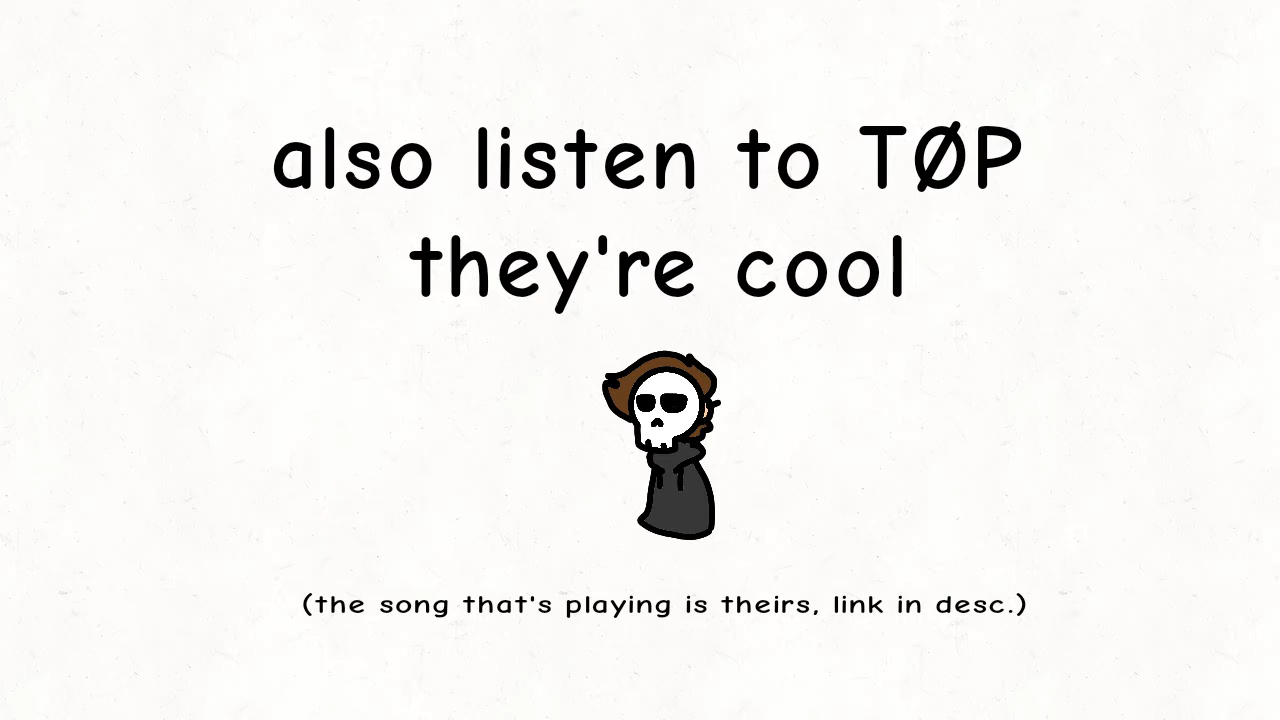 also listen to TØP
they're cool
(the song that's playing is theirs, link in desc.)